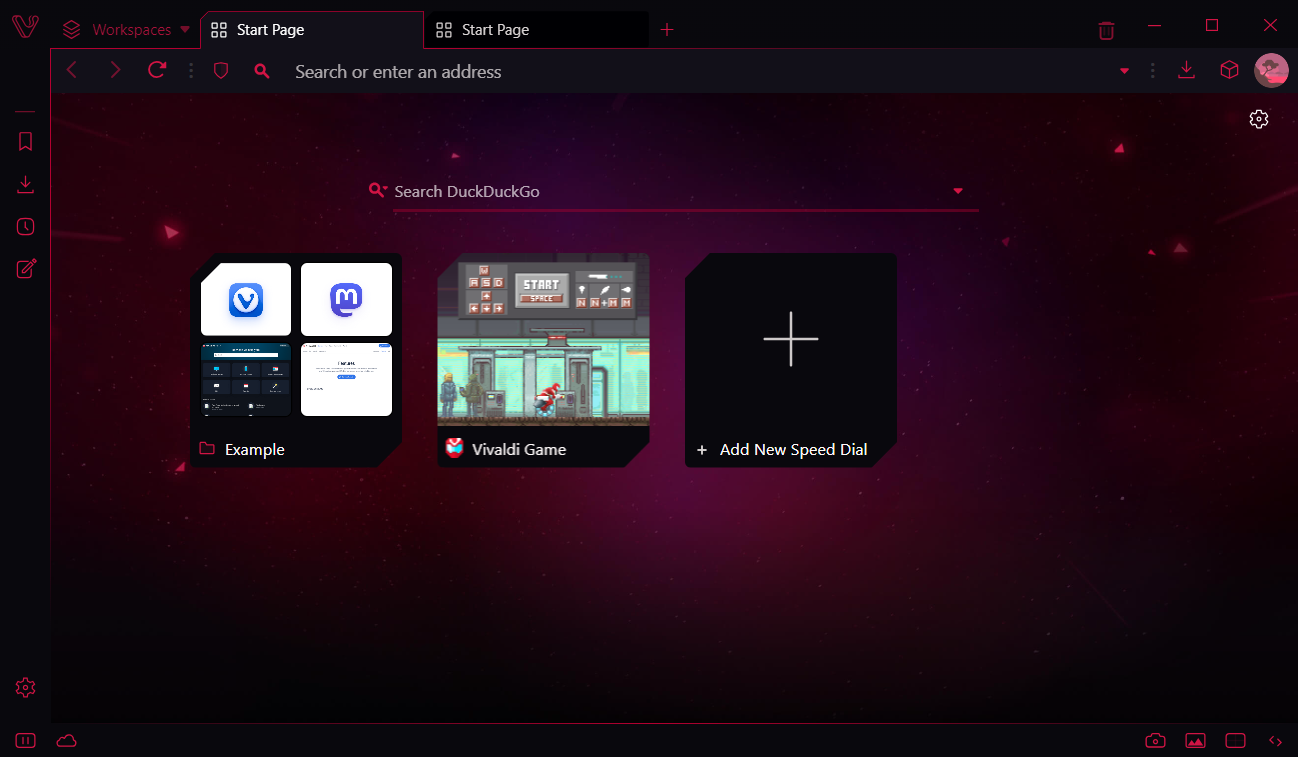 Workspaces
Start Page
Start Page
Search or enter an address
Search DuckDuckGo
W
A S D
START
SPACE
N N + M M
Example
Vivaldi Game
Add New Speed Dial